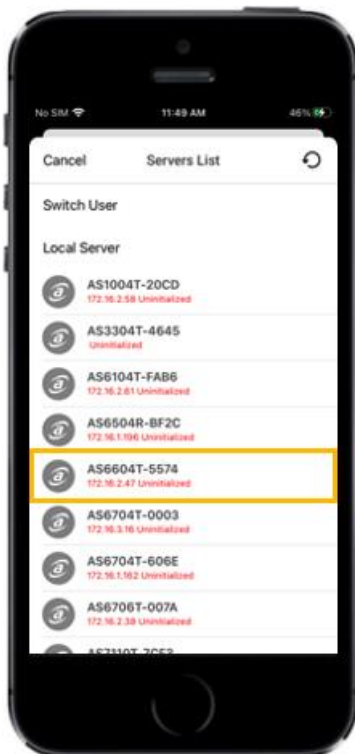 No SIM 11:49 AM 46%
Cancel Servers List
Switch User
Local Server
AS1004T-20CD
172.16.2.58 Uninitialized
AS3304T-4645
Uninitialized
AS6104T-FAB6
172.16.2.61 Uninitialized
AS6504R-BF2C
172.16.1.196 Uninitialized
AS6604T-5574
172.16.2.47 Uninitialized
AS6704T-0003
172.16.3.16 Uninitialized
AS6704T-606E
172.16.1.162 Uninitialized
AS6706T-007A
172.16.2.38 Uninitialized